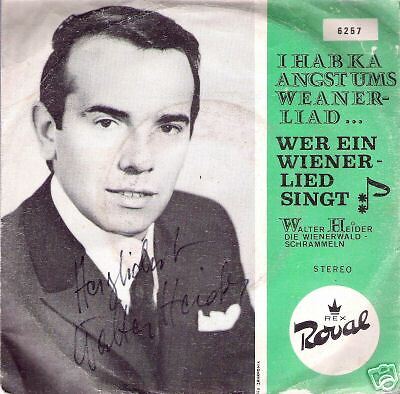 6257
I HAB KA
ANGST UMS
WEANER-
LIAD...
WER EIN
WIENER-
LIED
SINGT
WALTER HEIDER
DIE WIENERWALD
SCHRAMMELN
STEREO
REX
Royal
Herzlichst
Walter Heider